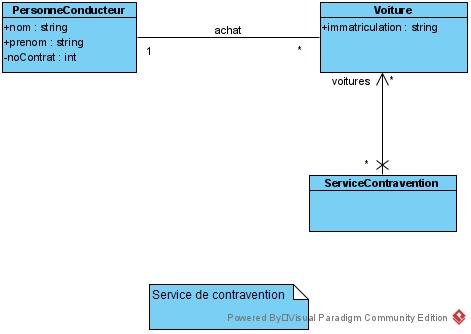 PersonneConducteur
+nom : string
+prenom : string
-noContrat : int
achat
1
*
Voiture
+immatriculation : string
voitures
*
*
ServiceContravention
Service de contravention
Powered By Visual Paradigm Community Edition